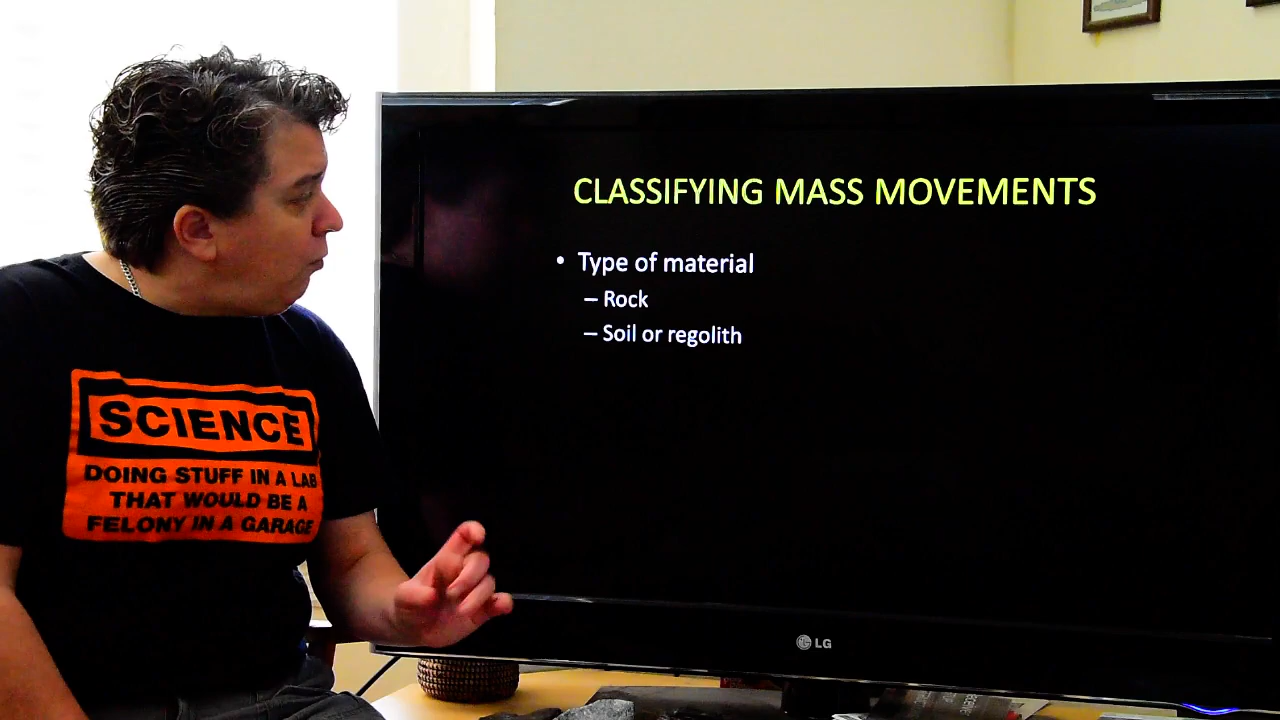 CLASSIFYING MASS MOVEMENTS
• Type of material
– Rock
– Soil or regolith
SCIENCE
DOING STUFF IN A LAB
THAT WOULD BE A
FELONY IN A GARAGE
LG